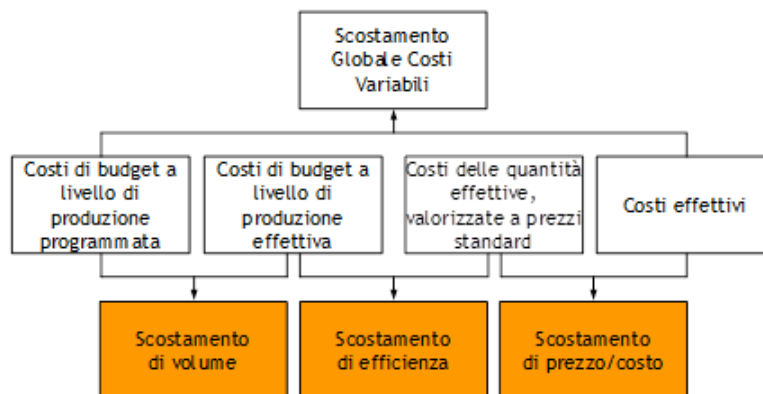 Scostamento
Globale Costi
Variabili
Costi di budget a
livello di
produzione
programmata
Costi di budget a
livello di
produzione
effettiva
Costi delle quantità
effettive,
valorizzate a prezzi
standard
Costi effettivi
Scostamento
di volume
Scostamento
di efficienza
Scostamento
di prezzo/costo